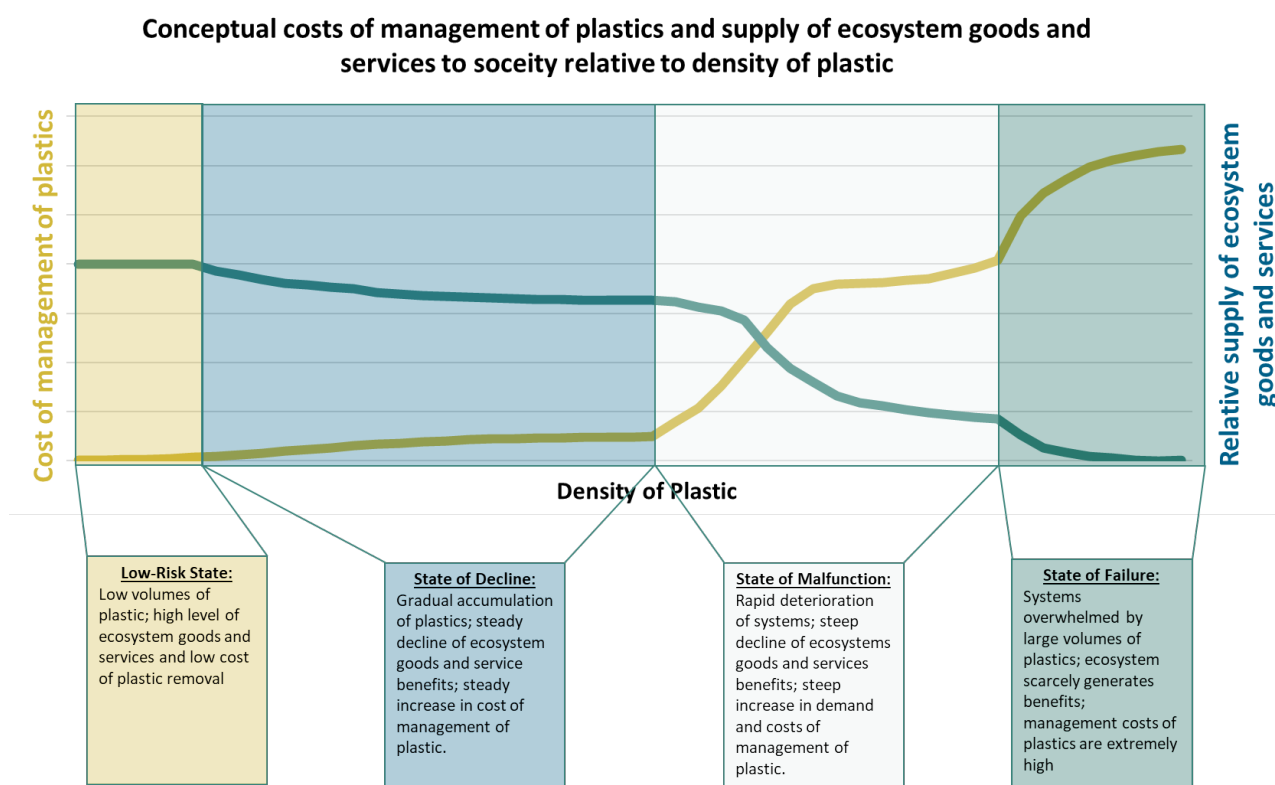 Conceptual costs of management of plastics and supply of ecosystem goods and
services to soceity relative to density of plastic
Cost of management of plastics
Relative supply of ecosystem
goods and services
Density of Plastic
Low-Risk State:
Low volumes of
plastic; high level of
ecosystem goods and
services and low cost
of plastic removal
State of Decline:
Gradual accumulation
of plastics; steady
decline of ecosystem
goods and service
benefits; steady
increase in cost of
management of
plastic.
State of Malfunction:
Rapid deterioration
of systems; steep
decline of ecosystems
goods and services
benefits; steep
increase in demand
and costs of
management of
plastic.
State of Failure:
Systems
overwhelmed by
large volumes of
plastics; ecosystem
scarcely generates
benefits;
management costs of
plastics are extremely
high